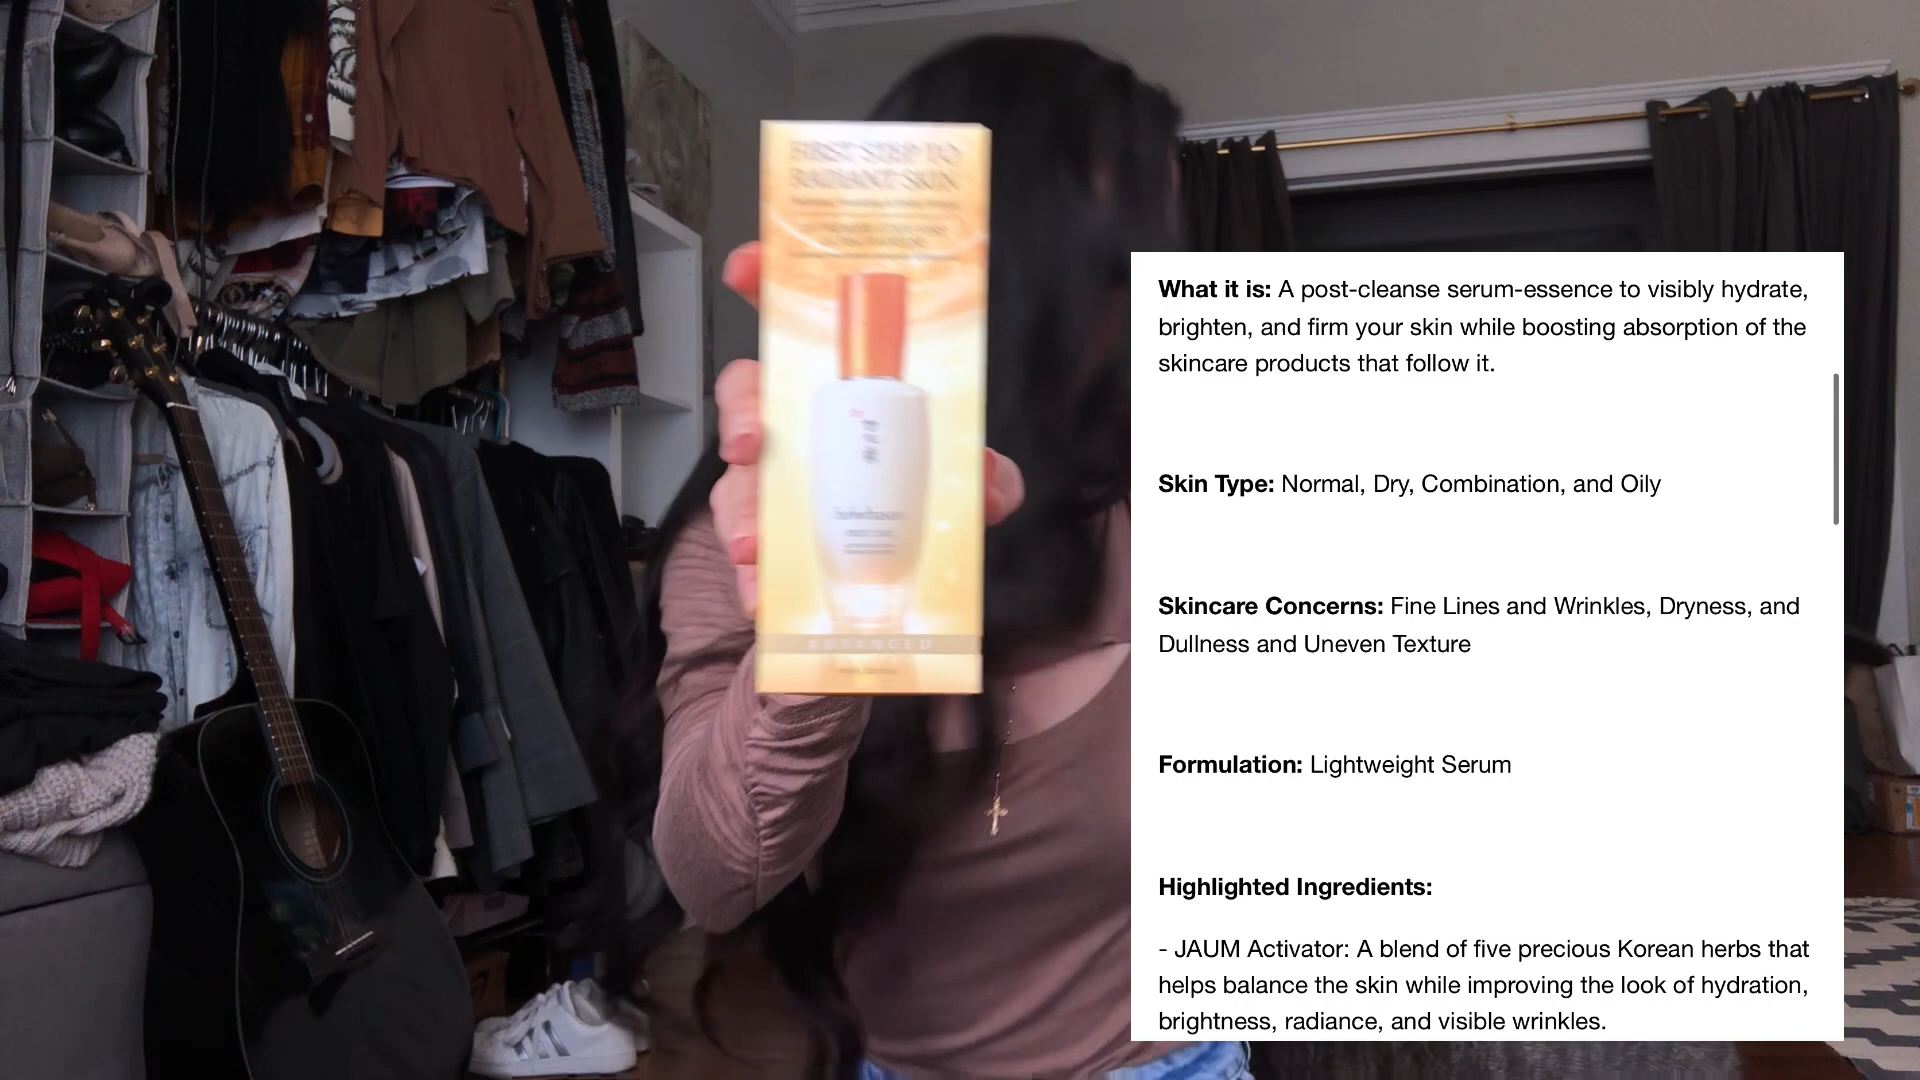 FIRST STEP TO
RADIANT SKIN
ADVANCED
What it is: A post-cleanse serum-essence to visibly hydrate,
brighten, and firm your skin while boosting absorption of the
skincare products that follow it.
Skin Type: Normal, Dry, Combination, and Oily
Skincare Concerns: Fine Lines and Wrinkles, Dryness, and
Dullness and Uneven Texture
Formulation: Lightweight Serum
Highlighted Ingredients:
- JAUM Activator: A blend of five precious Korean herbs that
helps balance the skin while improving the look of hydration,
brightness, radiance, and visible wrinkles.